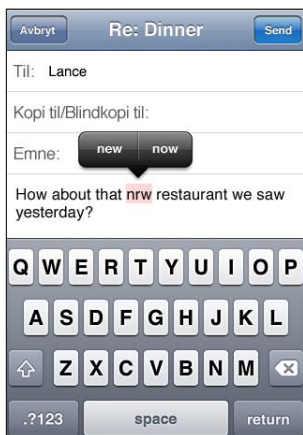 Avbryt Re: Dinner Send
Til: Lance
Kopi til/Blindkopi til:
Emne:
new now
How about that nrw restaurant we saw
yesterday?
Q W E R T Y U I O P
A S D F G H J K L
Z X C V B N M
.?123 space return